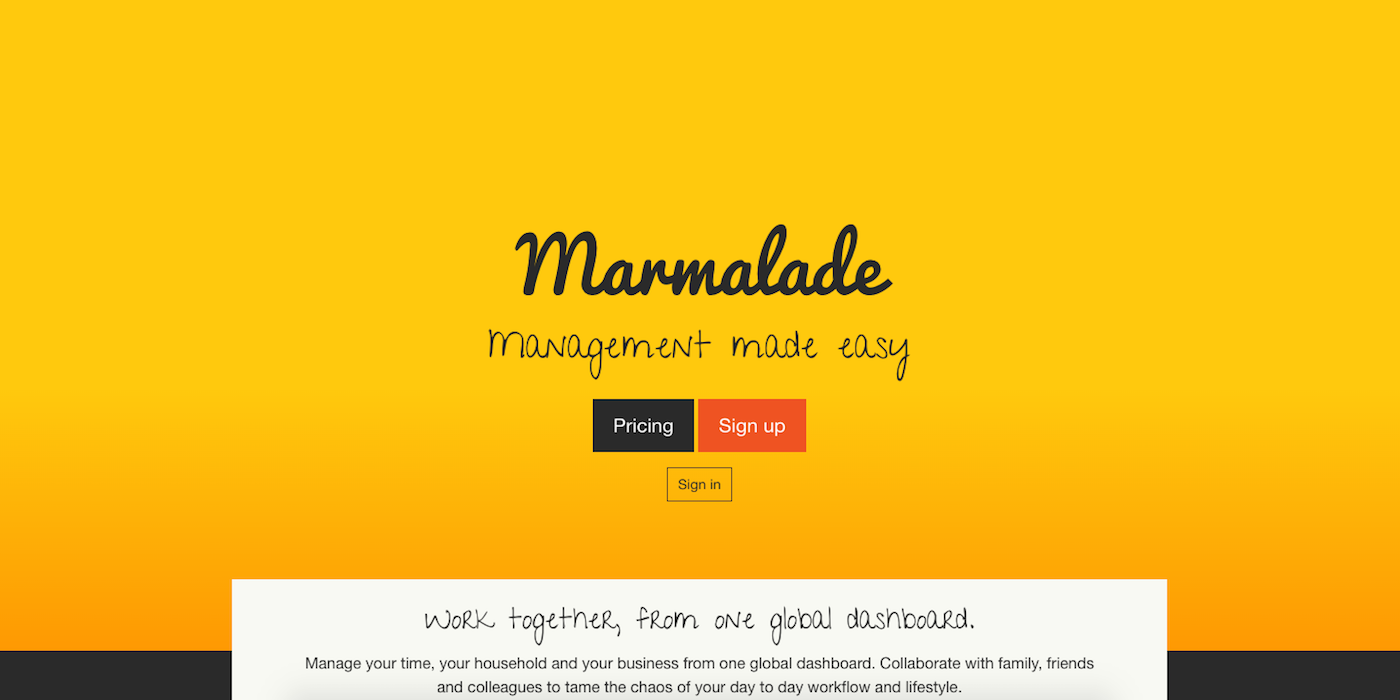 Marmalade
Management made easy
Pricing
Sign up
Sign in
Work together, from one global dashboard.
Manage your time, your household and your business from one global dashboard. Collaborate with family, friends
and colleagues to tame the chaos of your day to day workflow and lifestyle.